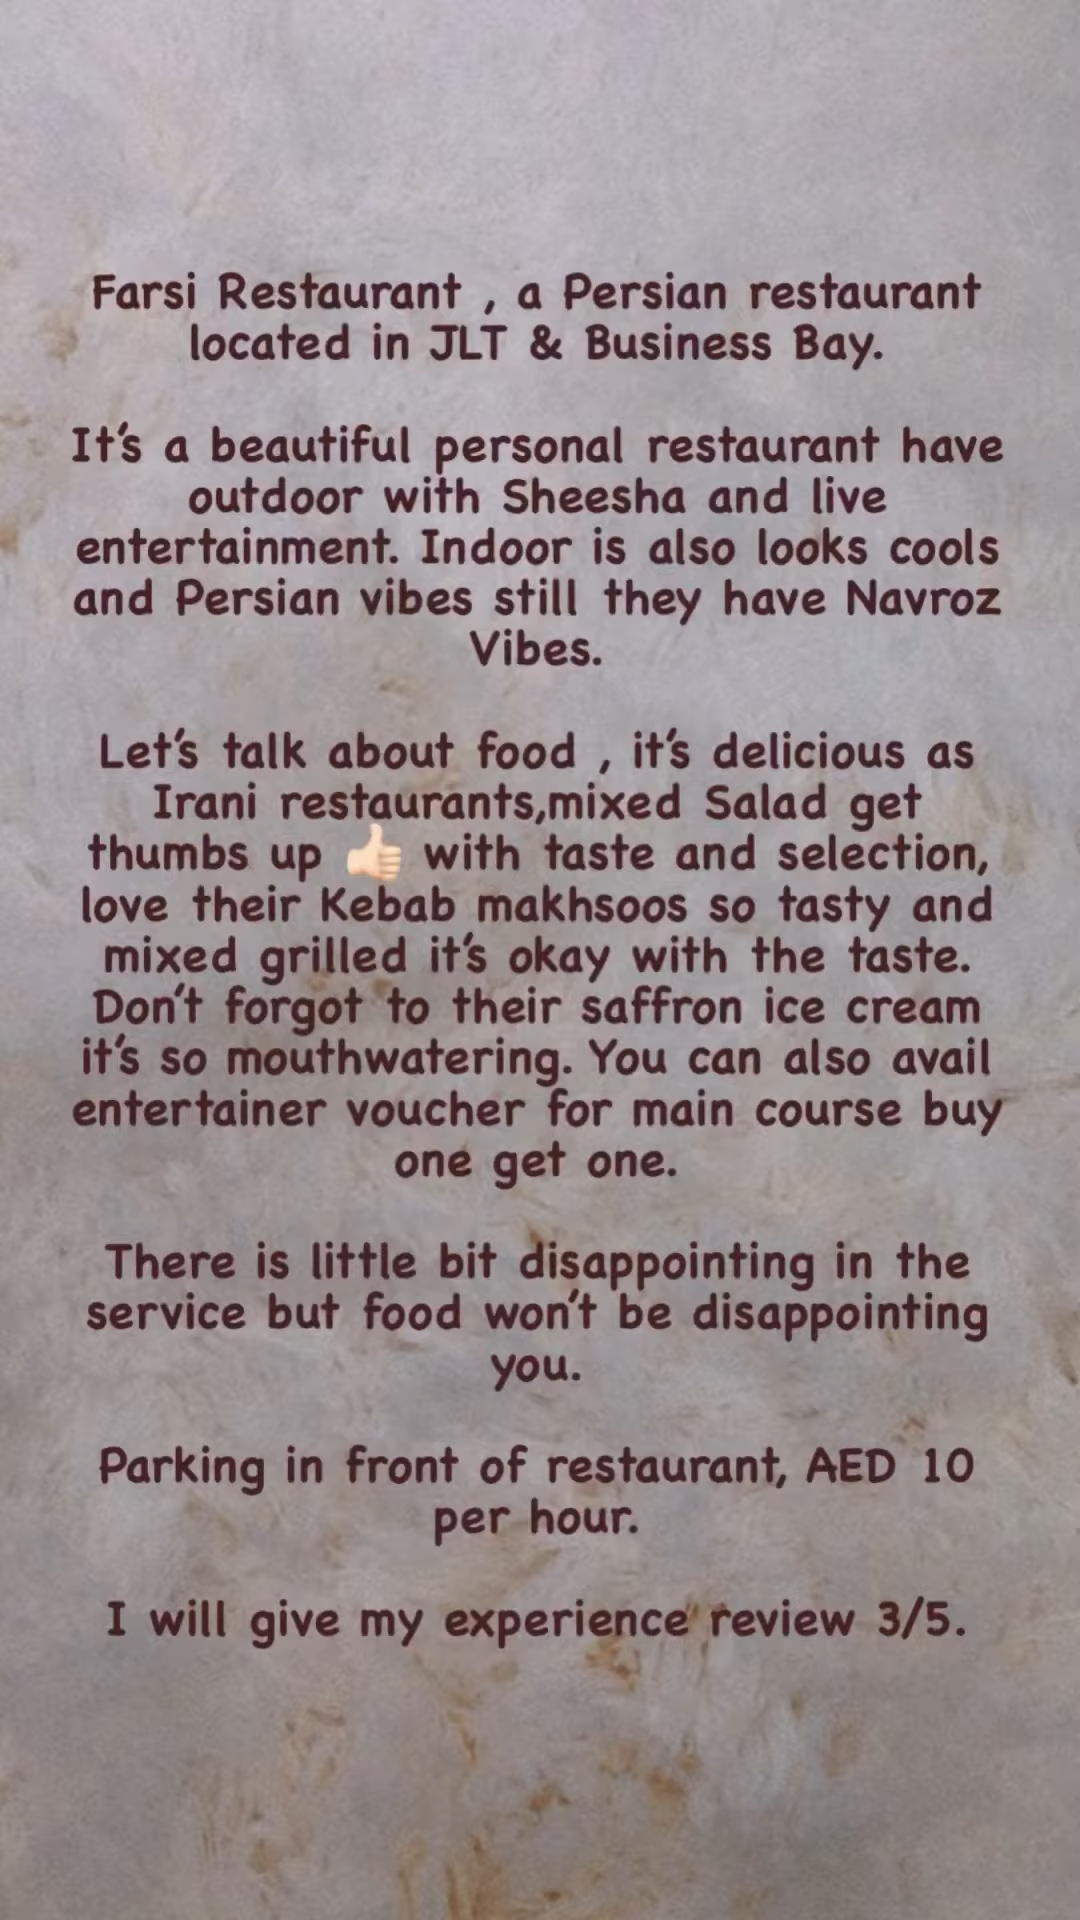 Farsi Restaurant , a Persian restaurant
located in JLT & Business Bay.
It's a beautiful personal restaurant have
outdoor with Sheesha and live
entertainment. Indoor is also looks cools
and Persian vibes still they have Navroz
Vibes.
Let's talk about food , it's delicious as
Irani restaurants,mixed Salad get
thumbs up 👍🏻 with taste and selection,
love their Kebab makhsoos so tasty and
mixed grilled it's okay with the taste.
Don't forgot to their saffron ice cream
it's so mouthwatering. You can also avail
entertainer voucher for main course buy
one get one.
There is little bit disappointing in the
service but food won't be disappointing
you.
Parking in front of restaurant, AED 10
per hour.
I will give my experience review 3/5.